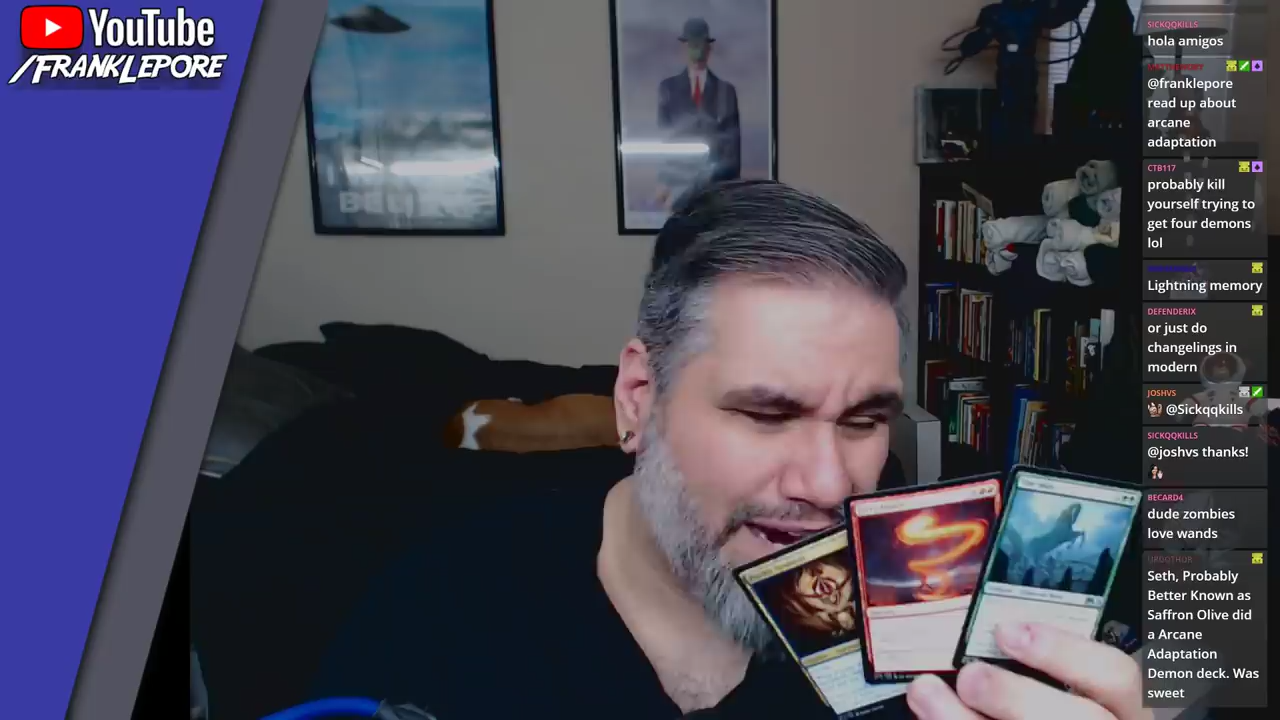 YouTube
/FRANKLEPORE
SICKQQKILLS
hola amigos
@franklepore
read up about
arcane
adaptation
CTB117
probably kill
yourself trying to
get four demons
lol
Lightning memory
DEFENDERIX
or just do
changelings in
modern
JOSHVS
@Sickqqkills
SICKQQKILLS
@joshvs thanks!
BECARD4
dude zombies
love wands
Seth, Probably
Better Known as
Saffron Olive did
a Arcane
Adaptation
Demon deck. Was
sweet